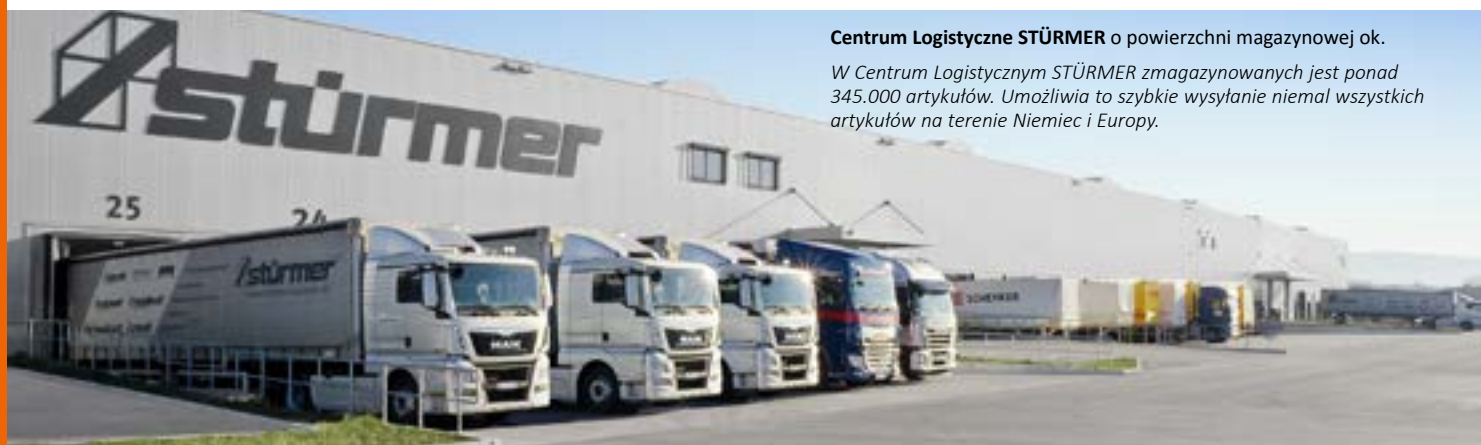 Centrum Logistyczne STÜRMER o powierzchni magazynowej ok.
W Centrum Logistycznym STÜRMER zmagazynowanych jest ponad
345.000 artykułów. Umożliwia to szybkie wysyłanie niemal wszystkich
artykułów na terenie Niemiec i Europy.
stürmer
25
24
stürmer
SCHENKER
MAN
MAN